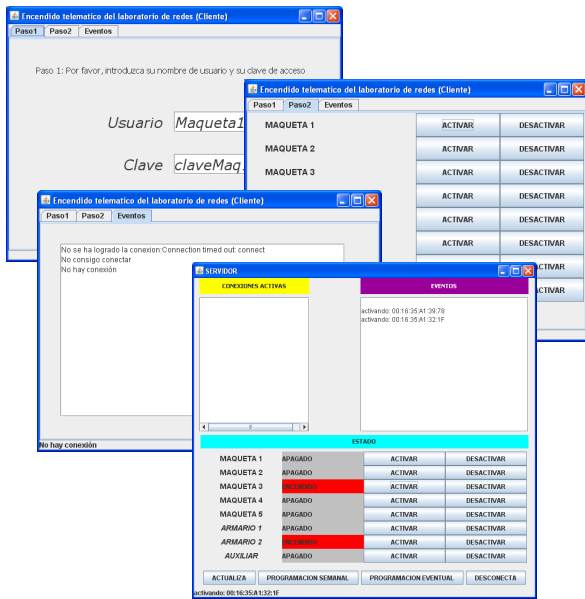 Encendido telematico del laboratorio de redes (Cliente)
Paso1 Paso2 Eventos
Paso 1: Por favor, introduzca su nombre de usuario y su clave de acceso
Usuario Maqueta1
Clave claveMaq
Encendido telematico del laboratorio de redes (Cliente)
Paso1 Paso2 Eventos
MAQUETA 1 ACTIVAR DESACTIVAR
MAQUETA 2 ACTIVAR DESACTIVAR
MAQUETA 3 ACTIVAR DESACTIVAR
ACTIVAR DESACTIVAR
ACTIVAR DESACTIVAR
ACTIVAR DESACTIVAR
ACTIVAR
ACTIVAR
Encendido telematico del laboratorio de redes (Cliente)
Paso1 Paso2 Eventos
No se ha logrado la conexion:Connection timed out: connect
No consigo conectar
No hay conexión
No hay conexión
SERVIDOR
CONEXIONES ACTIVAS EVENTOS
activando: 00:16:35:A1:39:78
activando: 00:16:35:A1:32:1F
ESTADO
MAQUETA 1 APAGADO ACTIVAR DESACTIVAR
MAQUETA 2 APAGADO ACTIVAR DESACTIVAR
MAQUETA 3 ENCENDIDO ACTIVAR DESACTIVAR
MAQUETA 4 APAGADO ACTIVAR DESACTIVAR
MAQUETA 5 APAGADO ACTIVAR DESACTIVAR
ARMARIO 1 APAGADO ACTIVAR DESACTIVAR
ARMARIO 2 ENCENDIDO ACTIVAR DESACTIVAR
AUXILIAR APAGADO ACTIVAR DESACTIVAR
ACTUALIZA PROGRAMACION SEMANAL PROGRAMACION EVENTUAL DESCONECTA
activando: 00:16:35:A1:32:1F